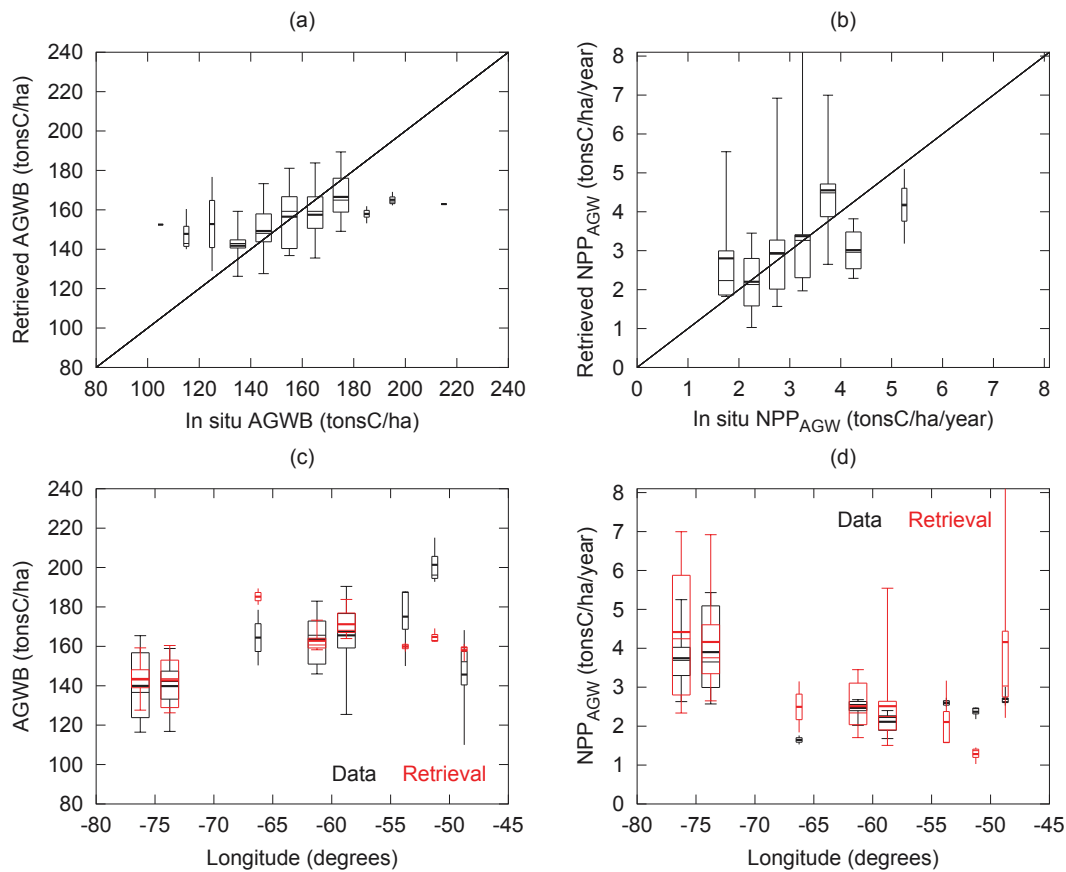 (a)
240
220
200
180
160
140
120
100
80
80 100 120 140 160 180 200 220 240
Retrieved AGWB (tonsC/ha)
In situ AGWB (tonsC/ha)
(b)
8
7
6
5
4
3
2
1
0
0 1 2 3 4 5 6 7 8
Retrieved NPP_AGW (tonsC/ha/year)
In situ NPP_AGW (tonsC/ha/year)
(c)
240
220
200
180
160
140
120
100
80
-80 -75 -70 -65 -60 -55 -50 -45
AGWB (tonsC/ha)
Data Retrieval
Longitude (degrees)
(d)
8
7
6
5
4
3
2
1
0
-80 -75 -70 -65 -60 -55 -50 -45
NPP_AGW (tonsC/ha/year)
Data Retrieval
Longitude (degrees)